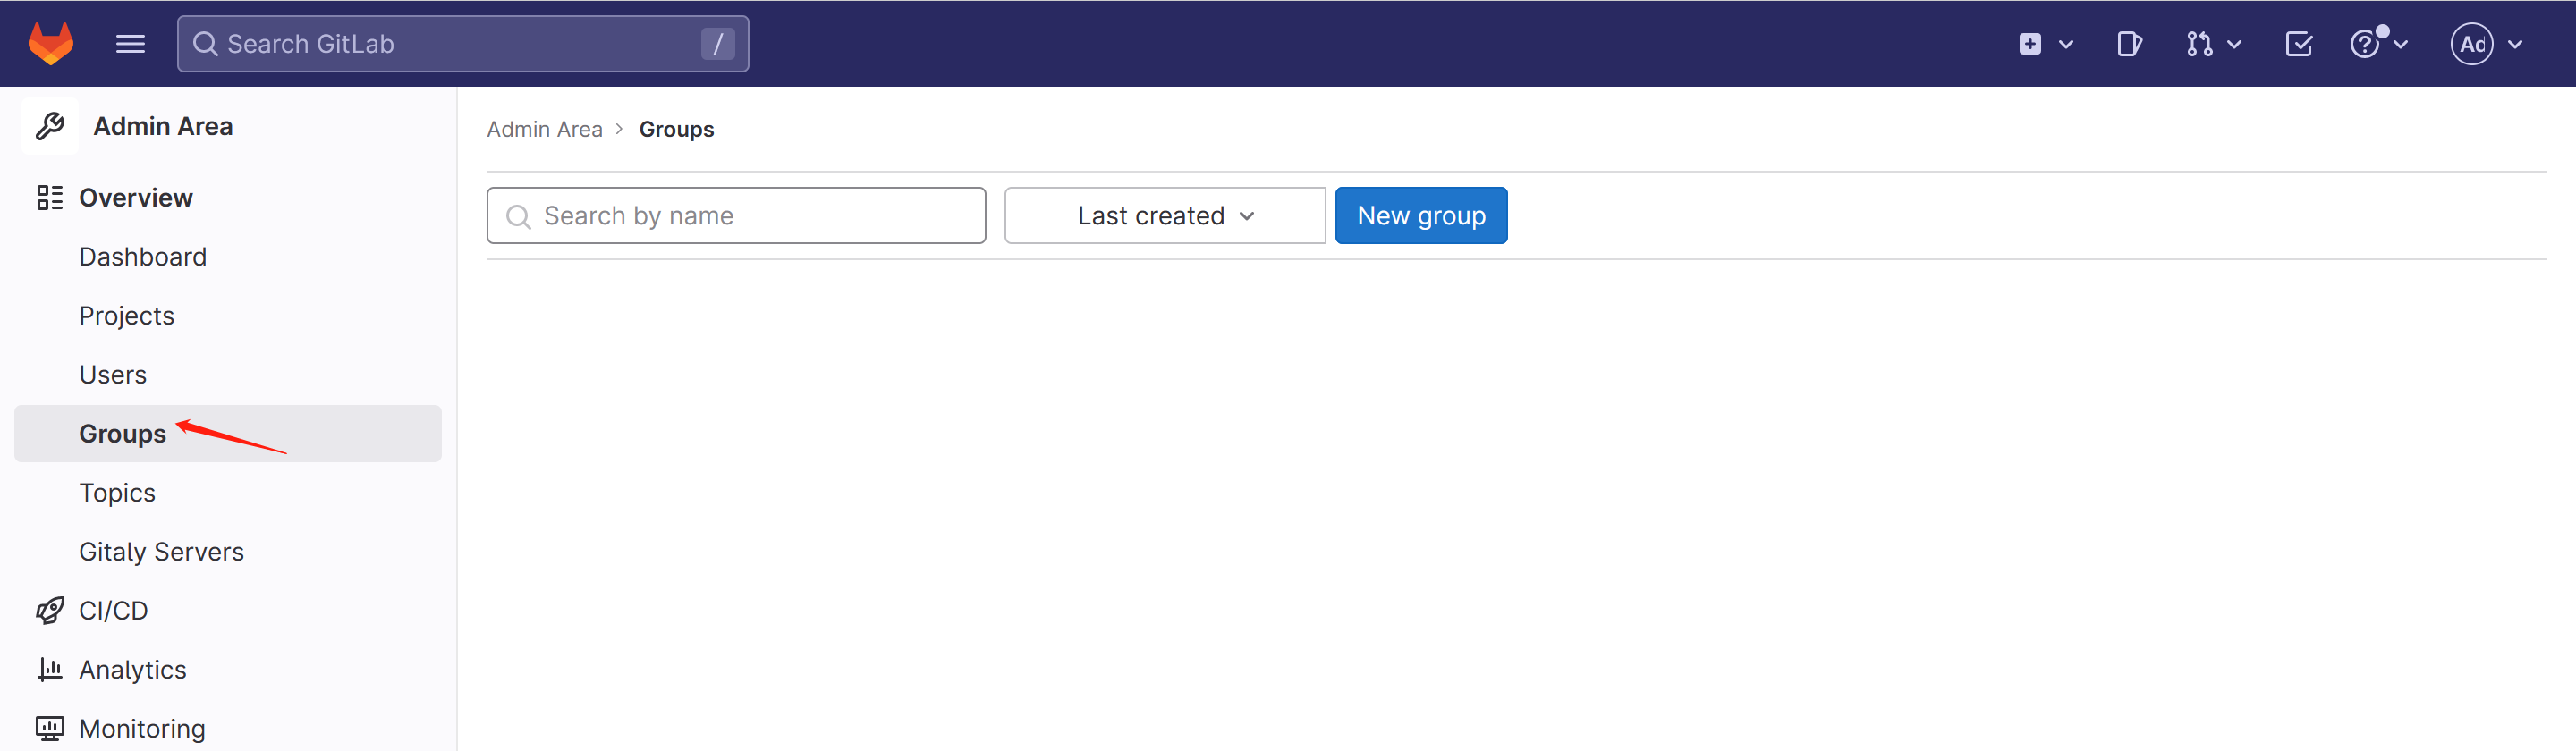 Search GitLab /
Ad
Admin Area
Admin Area > Groups
Overview
Search by name
Last created
New group
Dashboard
Projects
Users
Groups
Topics
Gitaly Servers
CI/CD
Analytics
Monitoring